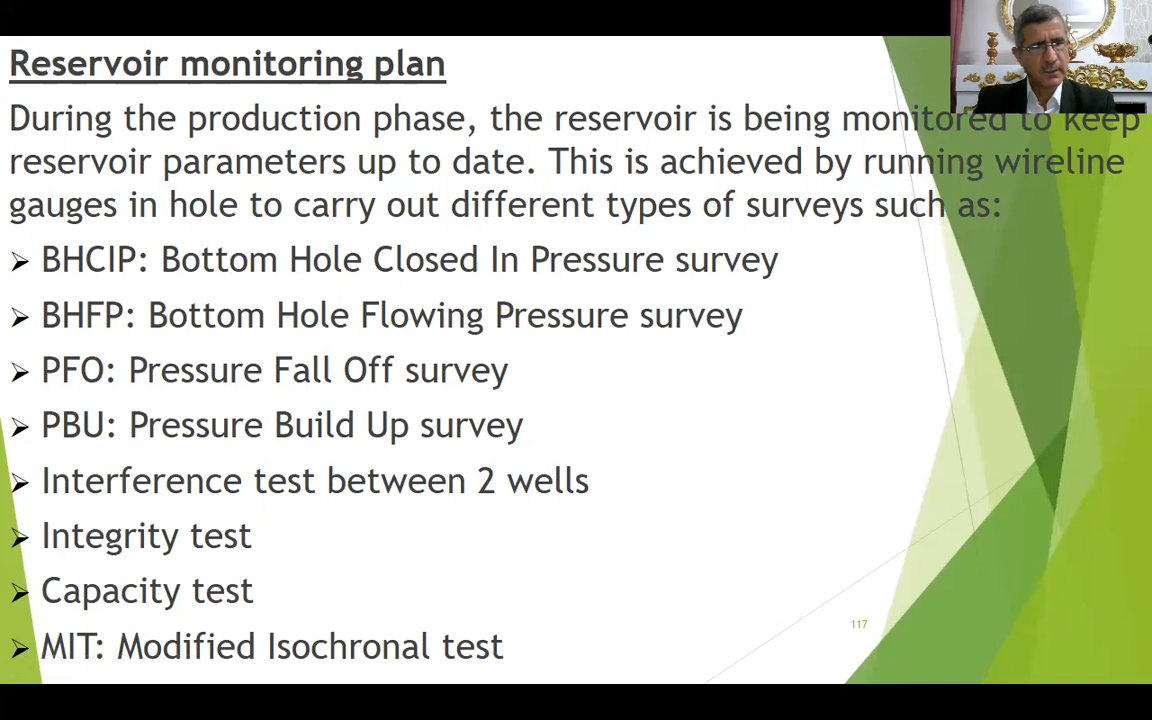 Reservoir monitoring plan
During the production phase, the reservoir is being monitored to keep
reservoir parameters up to date. This is achieved by running wireline
gauges in hole to carry out different types of surveys such as:
➢ BHCIP: Bottom Hole Closed In Pressure survey
➢ BHFP: Bottom Hole Flowing Pressure survey
➢ PFO: Pressure Fall Off survey
➢ PBU: Pressure Build Up survey
➢ Interference test between 2 wells
➢ Integrity test
➢ Capacity test
➢ MIT: Modified Isochronal test
117